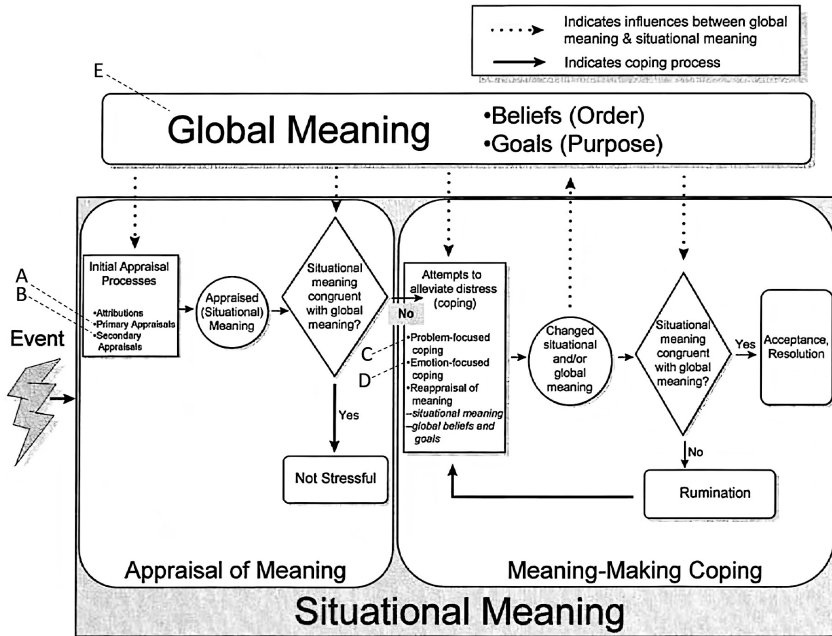 Indicates influences between global
meaning & situational meaning
Indicates coping process
E
Global Meaning
•Beliefs (Order)
•Goals (Purpose)
A
B
Event
Initial Appraisal
Processes
•Attributions
•Primary Appraisals
•Secondary
Appraisals
Appraised
(Situational)
Meaning
Situational
meaning
congruent
with global
meaning?
Yes
Not Stressful
No
Attempts to
alleviate distress
(coping)
C
D
•Problem-focused
coping
•Emotion-focused
coping
•Reappraisal of
meaning
–situational meaning
–global beliefs and
goals
Changed
situational
and/or
global
meaning
Situational
meaning
congruent
with global
meaning?
Yes
Acceptance,
Resolution
No
Rumination
Appraisal of Meaning
Meaning-Making Coping
Situational Meaning